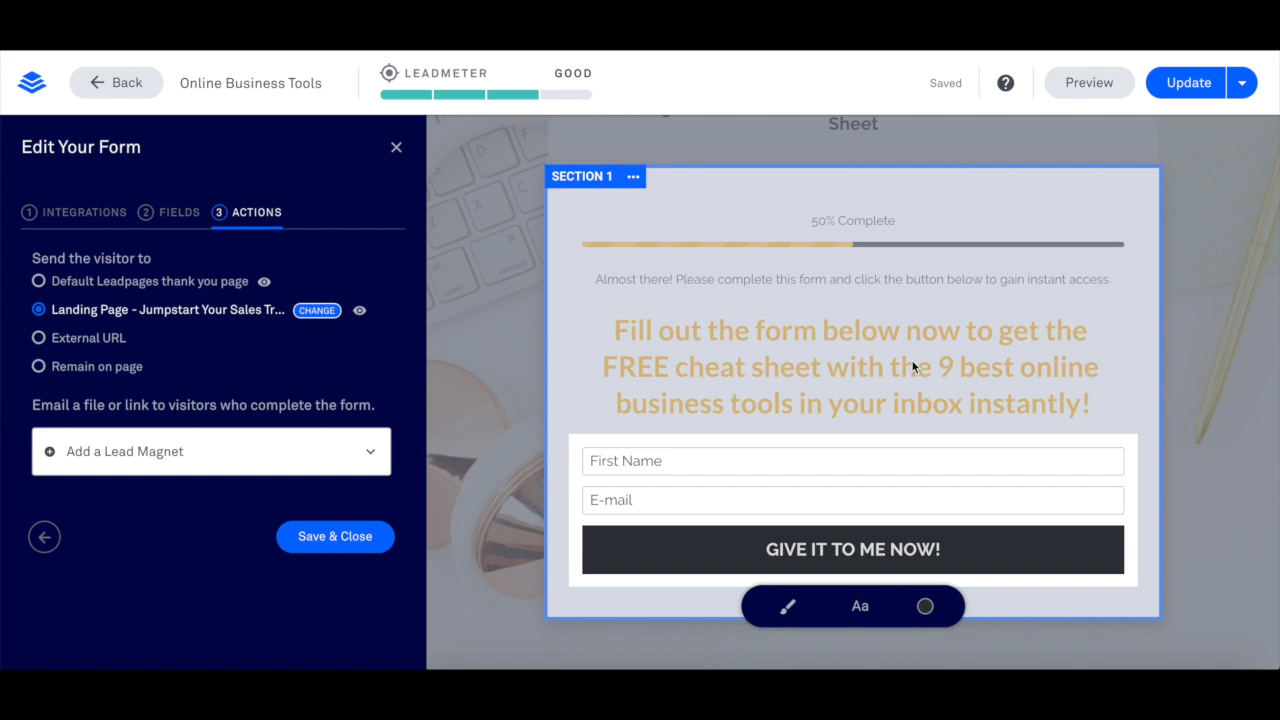 Back
Online Business Tools
LEADMETER
GOOD
Saved
?
Preview
Update
Edit Your Form
1 INTEGRATIONS
2 FIELDS
3 ACTIONS
Send the visitor to
Default Leadpages thank you page
Landing Page - Jumpstart Your Sales Tr... CHANGE
External URL
Remain on page
Email a file or link to visitors who complete the form.
Add a Lead Magnet
Save & Close
Sheet
SECTION 1
50% Complete
Almost there! Please complete this form and click the button below to gain instant access.
Fill out the form below now to get the
FREE cheat sheet with the 9 best online
business tools in your inbox instantly!
First Name
E-mail
GIVE IT TO ME NOW!
Aa